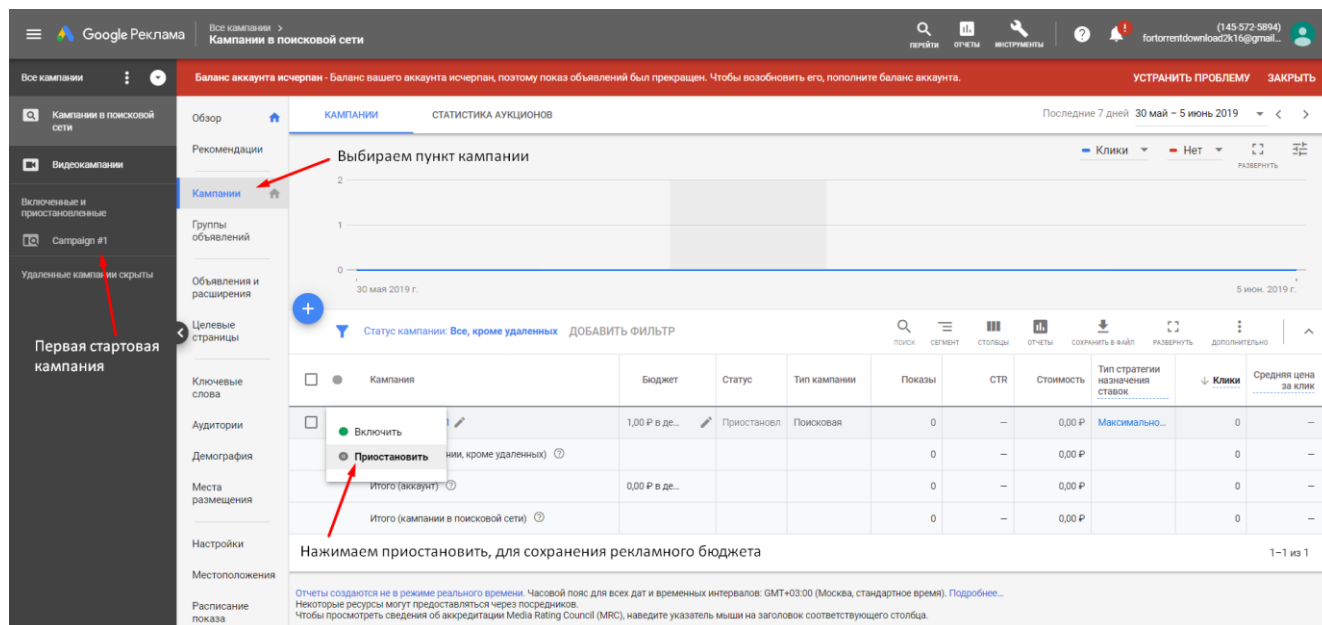 Google Реклама
Все кампании >
Кампании в поисковой сети
ПЕРЕЙТИ
ОТЧЕТЫ
ИНСТРУМЕНТЫ
(145-572-5894)
fortorrentdownload2k16@gmail...
Все кампании
Баланс аккаунта исчерпан - Баланс вашего аккаунта исчерпан, поэтому показ объявлений был прекращен. Чтобы возобновить его, пополните баланс аккаунта.
УСТРАНИТЬ ПРОБЛЕМУ
ЗАКРЫТЬ
Кампании в поисковой
сети
Видеокампании
Включенные и
приостановленные
Campaign #1
Удаленные кампании скрыты
Первая стартовая
кампания
Обзор
Рекомендации
Кампании
Группы
объявлений
Объявления и
расширения
Целевые
страницы
Ключевые
слова
Аудитории
Демография
Места
размещения
Настройки
Местоположения
Расписание
показа
КАМПАНИИ
СТАТИСТИКА АУКЦИОНОВ
Последние 7 дней 30 май – 5 июнь 2019
Выбираем пункт кампании
Клики
Нет
РАЗВЕРНУТЬ
2
1
0
30 мая 2019 г.
5 июн. 2019 г.
Статус кампании: Все, кроме удаленных ДОБАВИТЬ ФИЛЬТР
ПОИСК
СЕГМЕНТ
СТОЛБЦЫ
ОТЧЕТЫ
СОХРАНИТЬ В ФАЙЛ
РАЗВЕРНУТЬ
ДОПОЛНИТЕЛЬНО
Кампания
Бюджет
Статус
Тип кампании
Показы
CTR
Стоимость
Тип стратегии
назначения
ставок
Клики
Средняя цена
за клик
Включить
Приостановить
1 1,00 ₽ в де... Приостановл Поисковая 0 – 0,00 ₽ Максимально... 0 –
нии, кроме удаленных) 0 – 0,00 ₽ 0 –
Итого (аккаунт) 0,00 ₽ в де... 0 – 0,00 ₽ 0 –
Итого (кампании в поисковой сети) 0 – 0,00 ₽ 0 –
Нажимаем приостановить, для сохранения рекламного бюджета
1–1 из 1
Отчеты создаются не в режиме реального времени. Часовой пояс для всех дат и временных интервалов: GMT+03:00 (Москва, стандартное время). Подробнее...
Некоторые ресурсы могут предоставляться через посредников.
Чтобы просмотреть сведения об аккредитации Media Rating Council (MRC), наведите указатель мыши на заголовок соответствующего столбца.